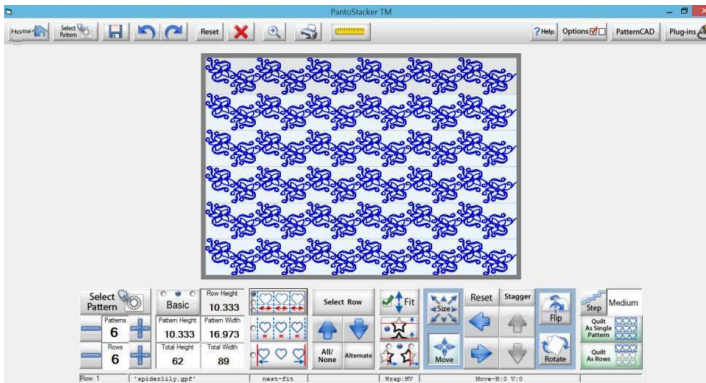 PantoStacker TM
Home Select Pattern Reset ?Help Options PatternCAD Plug-ins
Select Pattern
Basic
Row Height
10.333
Select Row
Fit
Size
Reset
Stagger
Flip
Step
Medium
Patterns
6
Pattern Height
10.333
Pattern Width
16.973
Quilt As Single Pattern
Rows
6
Total Height
62
Total Width
89
All/None
Alternate
Move
Rotate
Quilt As Rows
Row: 1 'spiderlily.gpf' next-fit Wrap:HV Move-H:0 V:0